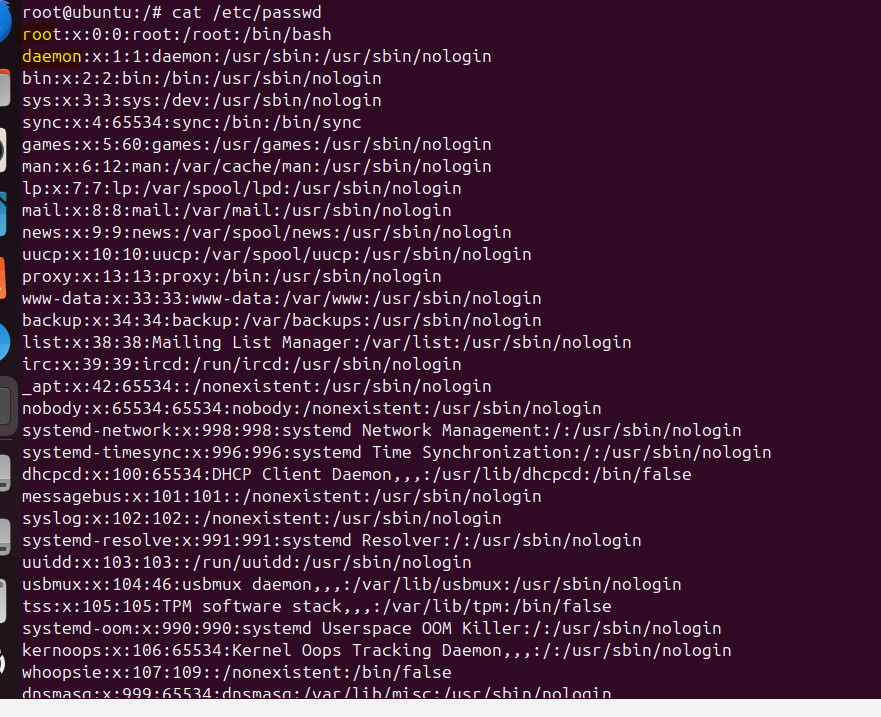 root@ubuntu:/# cat /etc/passwd
root:x:0:0:root:/root:/bin/bash
daemon:x:1:1:daemon:/usr/sbin:/usr/sbin/nologin
bin:x:2:2:bin:/bin:/usr/sbin/nologin
sys:x:3:3:sys:/dev:/usr/sbin/nologin
sync:x:4:65534:sync:/bin:/bin/sync
games:x:5:60:games:/usr/games:/usr/sbin/nologin
man:x:6:12:man:/var/cache/man:/usr/sbin/nologin
lp:x:7:7:lp:/var/spool/lpd:/usr/sbin/nologin
mail:x:8:8:mail:/var/mail:/usr/sbin/nologin
news:x:9:9:news:/var/spool/news:/usr/sbin/nologin
uucp:x:10:10:uucp:/var/spool/uucp:/usr/sbin/nologin
proxy:x:13:13:proxy:/bin:/usr/sbin/nologin
www-data:x:33:33:www-data:/var/www:/usr/sbin/nologin
backup:x:34:34:backup:/var/backups:/usr/sbin/nologin
list:x:38:38:Mailing List Manager:/var/list:/usr/sbin/nologin
irc:x:39:39:ircd:/run/ircd:/usr/sbin/nologin
_apt:x:42:65534::/nonexistent:/usr/sbin/nologin
nobody:x:65534:65534:nobody:/nonexistent:/usr/sbin/nologin
systemd-network:x:998:998:systemd Network Management:/:/usr/sbin/nologin
systemd-timesync:x:996:996:systemd Time Synchronization:/:/usr/sbin/nologin
dhcpcd:x:100:65534:DHCP Client Daemon,,,:/usr/lib/dhcpcd:/bin/false
messagebus:x:101:101::/nonexistent:/usr/sbin/nologin
syslog:x:102:102::/nonexistent:/usr/sbin/nologin
systemd-resolve:x:991:991:systemd Resolver:/:/usr/sbin/nologin
uuidd:x:103:103::/run/uuidd:/usr/sbin/nologin
usbmux:x:104:46:usbmux daemon,,,:/var/lib/usbmux:/usr/sbin/nologin
tss:x:105:105:TPM software stack,,,:/var/lib/tpm:/bin/false
systemd-oom:x:990:990:systemd Userspace OOM Killer:/:/usr/sbin/nologin
kernoops:x:106:65534:Kernel Oops Tracking Daemon,,,:/:/usr/sbin/nologin
whoopsie:x:107:109::/nonexistent:/bin/false
dnsmasq:x:999:65534:dnsmasq:/var/lib/misc:/usr/sbin/nologin